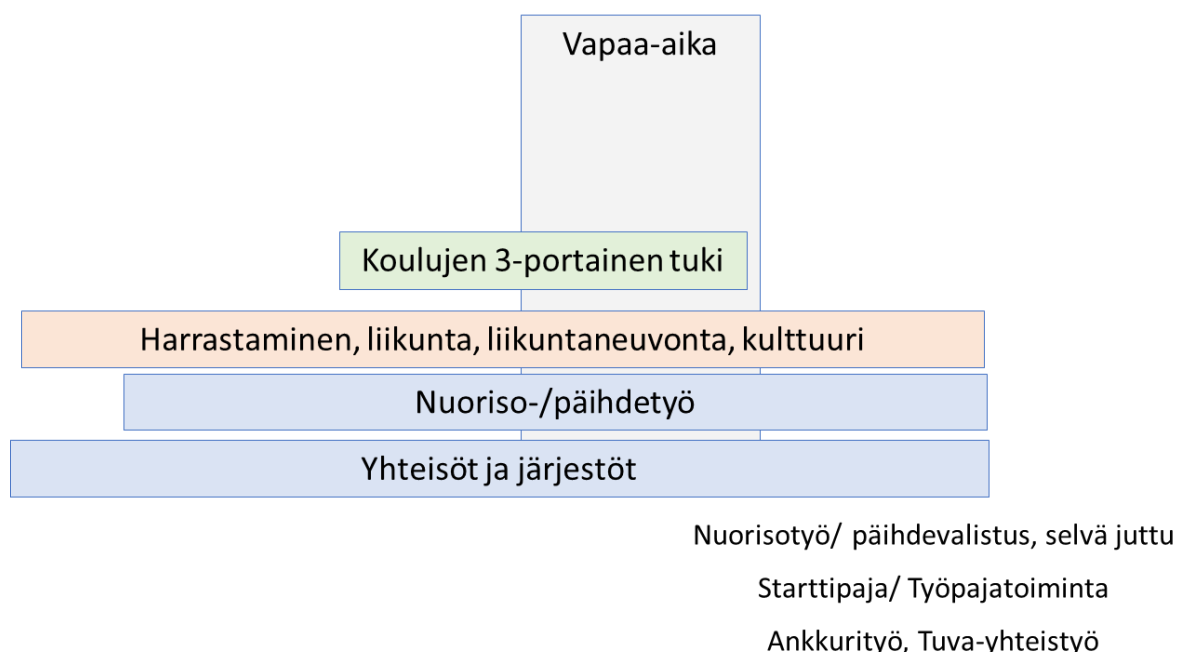 Vapaa-aika
Koulujen 3-portainen tuki
Harrastaminen, liikunta, liikuntaneuvonta, kulttuuri
Nuoriso-/päihdetyö
Yhteisöt ja järjestöt
Nuorisotyö/ päihdevalistus, selvä juttu
Starttipaja/ Työpajatoiminta
Ankkurityö, Tuva-yhteistyö